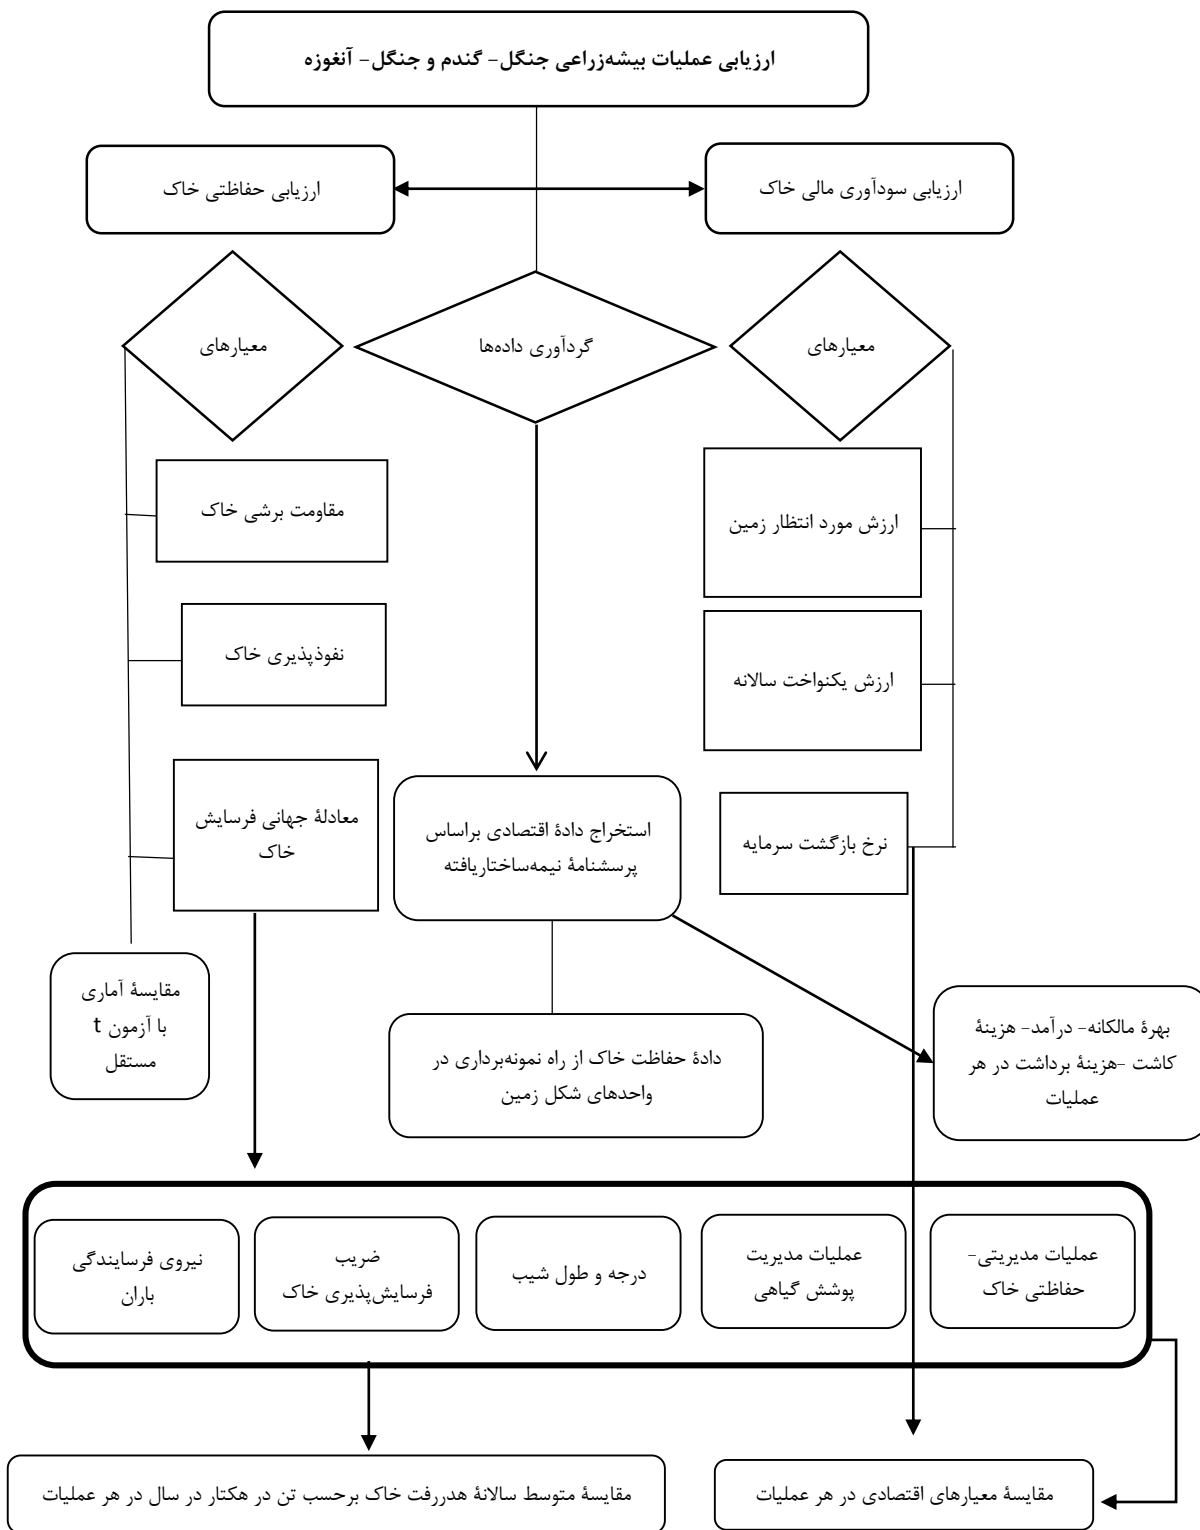 ارزیابی عملیات بیشه‌زراعی جنگل- گندم و جنگل- آنغوزه
ارزیابی سودآوری مالی خاک
ارزیابی حفاظتی خاک
معیارهای
گردآوری داده‌ها
معیارهای
ارزش مورد انتظار زمین
ارزش یکنواخت سالانه
نرخ بازگشت سرمایه
مقاومت برشی خاک
نفوذپذیری خاک
معادلهٔ جهانی فرسایش
خاک
استخراج دادهٔ اقتصادی براساس
پرسشنامهٔ نیمه‌ساختاریافته
بهرهٔ مالکانه- درآمد- هزینهٔ
کاشت -هزینهٔ برداشت در هر
عملیات
دادهٔ حفاظت خاک از راه نمونه‌برداری در
واحدهای شکل زمین
مقایسهٔ آماری
با آزمون t
مستقل
عملیات مدیریتی-
حفاظتی خاک
عملیات مدیریت
پوشش گیاهی
درجه و طول شیب
ضریب
فرسایش‌پذیری خاک
نیروی فرسایندگی
باران
مقایسهٔ معیارهای اقتصادی در هر عملیات
مقایسهٔ متوسط سالانهٔ هدررفت خاک برحسب تن در هکتار در سال در هر عملیات